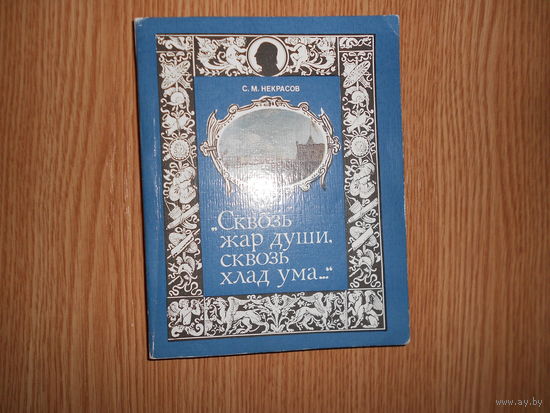 С. М. НЕКРАСОВ
„Сквозь
жар души,
сквозь
хлад ума...“
www.ay.by